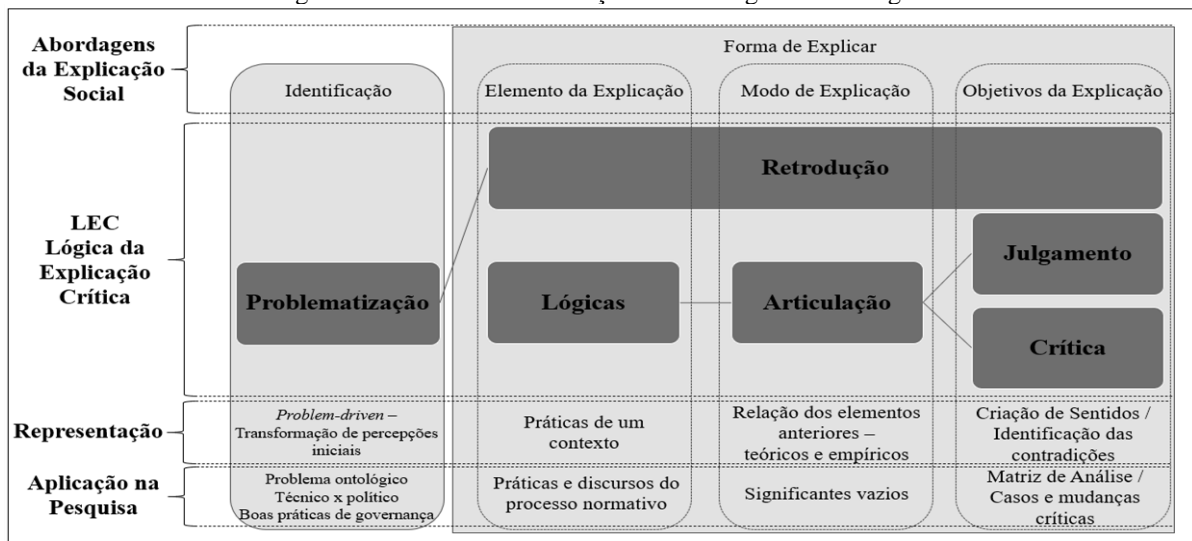 Abordagens
da Explicação
Social
Forma de Explicar
Identificação
Elemento da Explicação
Modo de Explicação
Objetivos da Explicação
LEC
Lógica da
Explicação
Crítica
Retrodução
Problematização
Lógicas
Articulação
Julgamento
Crítica
Representação
Problem-driven –
Transformação de percepções
iniciais
Práticas de um
contexto
Relação dos elementos
anteriores –
teóricos e empíricos
Criação de Sentidos /
Identificação das
contradições
Aplicação na
Pesquisa
Problema ontológico
Técnico x político
Boas práticas de governança
Práticas e discursos do
processo normativo
Significantes vazios
Matriz de Análise /
Casos e mudanças
críticas